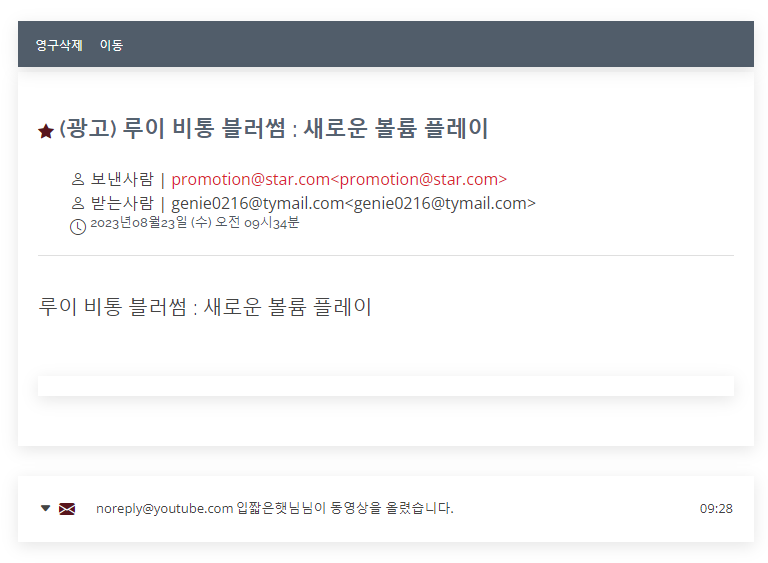 영구삭제 이동
(광고) 루이 비통 블러썸 : 새로운 볼륨 플레이
보낸사람 | promotion@star.com<promotion@star.com>
받는사람 | genie0216@tymail.com<genie0216@tymail.com>
2023년08월23일 (수) 오전 09시34분
루이 비통 블러썸 : 새로운 볼륨 플레이
noreply@youtube.com 입짧은햇님님이 동영상을 올렸습니다. 09:28